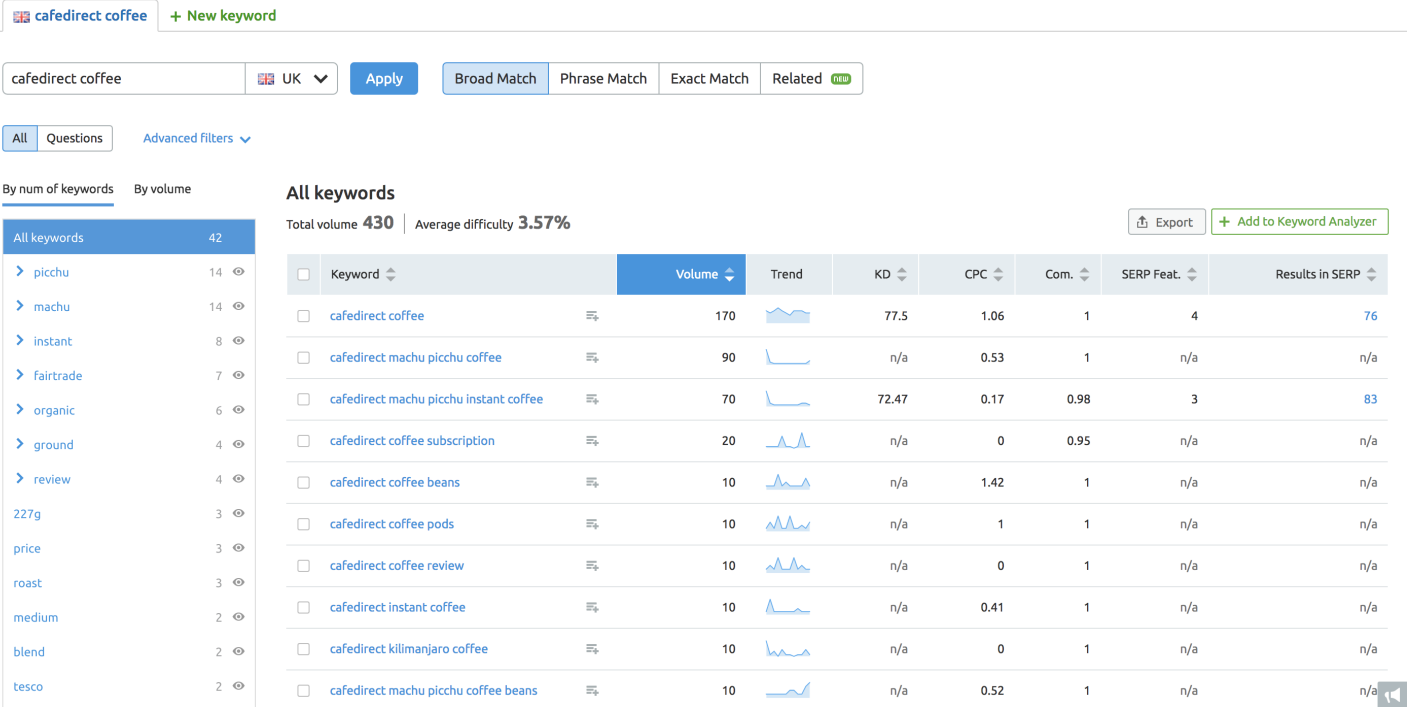 cafedirect coffee + New keyword
cafedirect coffee UK Apply Broad Match Phrase Match Exact Match Related NEW
All Questions Advanced filters
By num of keywords By volume
All keywords
Total volume 430 Average difficulty 3.57%
Export + Add to Keyword Analyzer
All keywords 42
picchu 14
machu 14
instant 8
fairtrade 7
organic 6
ground 4
review 4
227g 3
price 3
roast 3
medium 2
blend 2
tesco 2
Keyword Volume Trend KD CPC Com. SERP Feat. Results in SERP
cafedirect coffee 170 77.5 1.06 1 4 76
cafedirect machu picchu coffee 90 n/a 0.53 1 n/a n/a
cafedirect machu picchu instant coffee 70 72.47 0.17 0.98 3 83
cafedirect coffee subscription 20 n/a 0 0.95 n/a n/a
cafedirect coffee beans 10 n/a 1.42 1 n/a n/a
cafedirect coffee pods 10 n/a 1 1 n/a n/a
cafedirect coffee review 10 n/a 0 1 n/a n/a
cafedirect instant coffee 10 n/a 0.41 1 n/a n/a
cafedirect kilimanjaro coffee 10 n/a 0 1 n/a n/a
cafedirect machu picchu coffee beans 10 n/a 0.52 1 n/a n/a